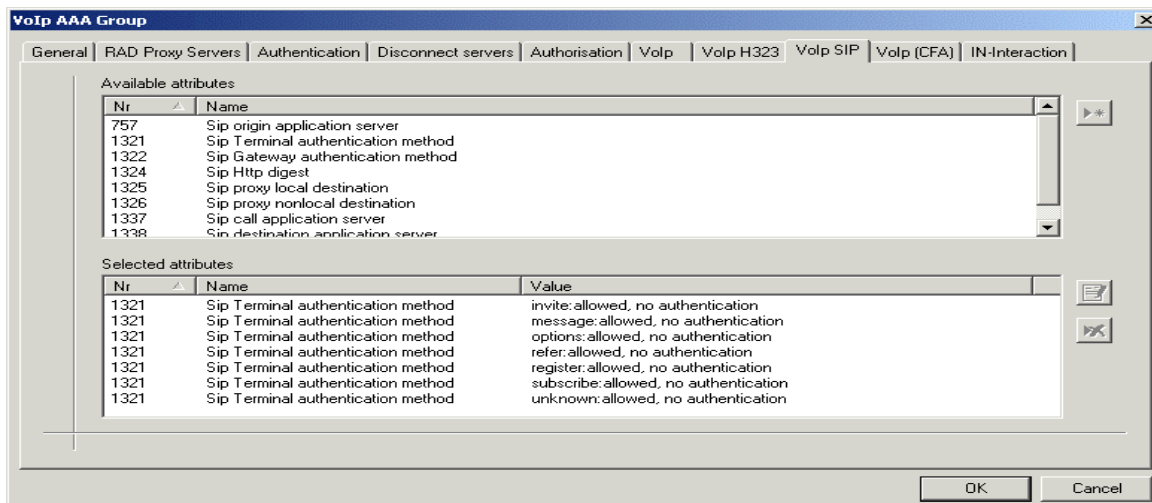 VoIp AAA Group
General RAD Proxy Servers Authentication Disconnect servers Authorisation VoIp VoIp H323 VoIp SIP VoIp (CFA) IN-Interaction
Available attributes
Nr Name
757 Sip origin application server
1321 Sip Terminal authentication method
1322 Sip Gateway authentication method
1324 Sip Http digest
1325 Sip proxy local destination
1326 Sip proxy nonlocal destination
1337 Sip call application server
1338 Sip destination application server
Selected attributes
Nr Name Value
1321 Sip Terminal authentication method invite:allowed, no authentication
1321 Sip Terminal authentication method message:allowed, no authentication
1321 Sip Terminal authentication method options:allowed, no authentication
1321 Sip Terminal authentication method refer:allowed, no authentication
1321 Sip Terminal authentication method register:allowed, no authentication
1321 Sip Terminal authentication method subscribe:allowed, no authentication
1321 Sip Terminal authentication method unknown:allowed, no authentication
OK Cancel